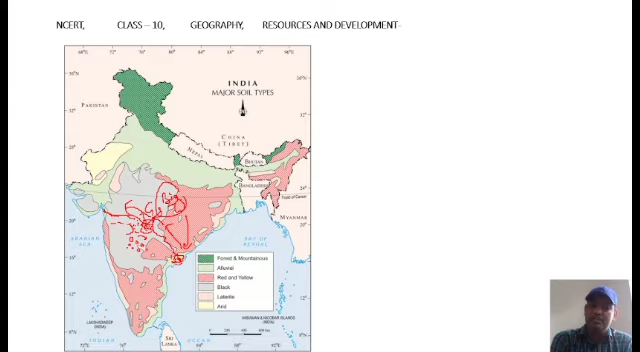 NCERT, CLASS – 10, GEOGRAPHY, RESOURCES AND DEVELOPMENT-
INDIA
MAJOR SOIL TYPES
PAKISTAN
CHINA
(TIBET)
NEPAL
BHUTAN
BANGLADESH
Tropic of Cancer
MYANMAR
ARABIAN
SEA
BAY OF
BENGAL
Forest & Mountainous
Alluvial
Red and Yellow
Black
Laterite
Arid
LAKSHADWEEP
(INDIA)
ANDAMAN & NICOBAR ISLANDS
(INDIA)
SRI
LANKA
INDIAN OCEAN